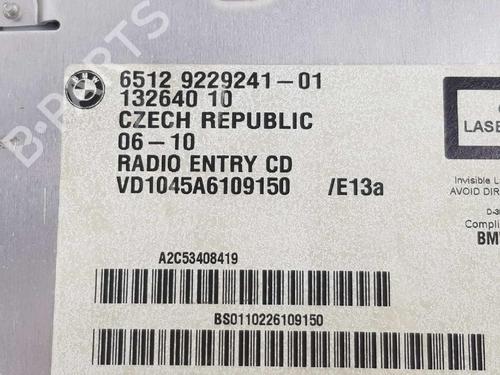 BMW
6512 9229241-01
132640 10
CZECH REPUBLIC
06-10
RADIO ENTRY CD
VD1045A6109150 /E13a
LASE
Invisible L
AVOID DIR
Compli
BM
A2C53408419
BS0110226109150
B-PARTS